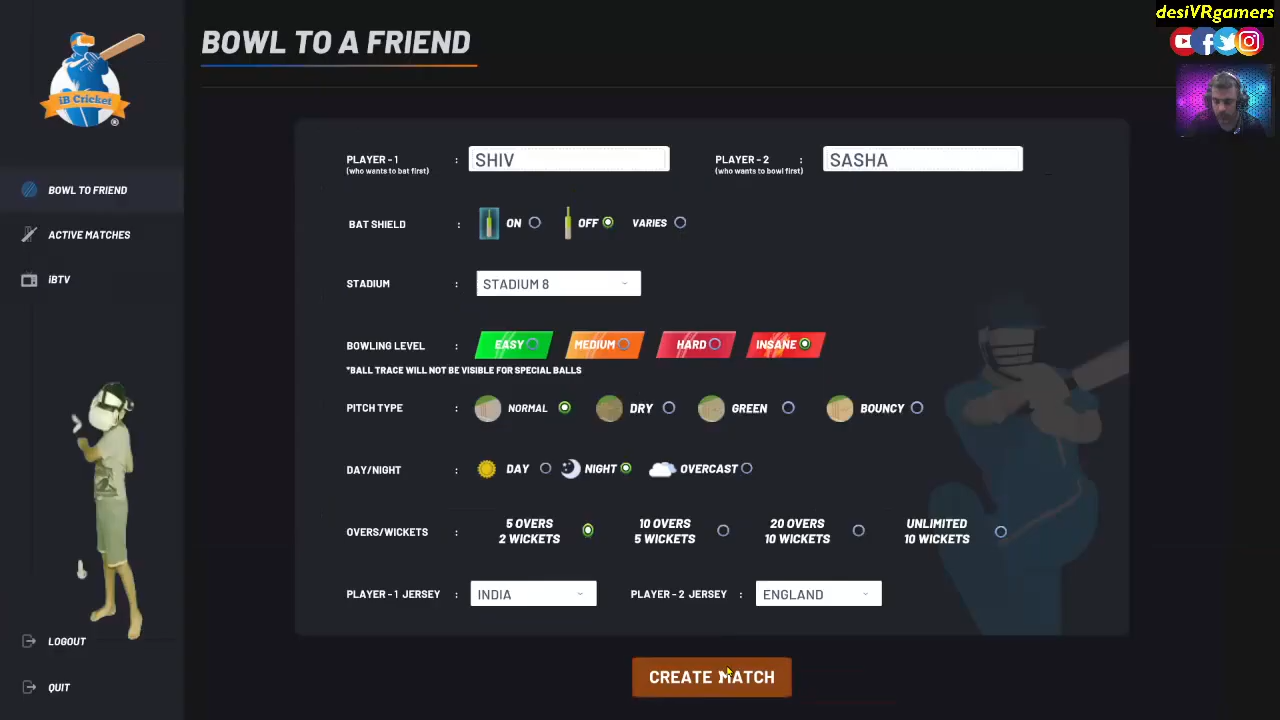 desiVRgamers
BOWL TO A FRIEND
iB Cricket
®
BOWL TO FRIEND
ACTIVE MATCHES
iBTV
LOGOUT
QUIT
PLAYER - 1 : SHIV PLAYER - 2 : SASHA
(who wants to bat first) (who wants to bowl first)
BAT SHIELD : ON OFF VARIES
STADIUM : STADIUM 8
BOWLING LEVEL : EASY MEDIUM HARD INSANE
*BALL TRACE WILL NOT BE VISIBLE FOR SPECIAL BALLS
PITCH TYPE : NORMAL DRY GREEN BOUNCY
DAY/NIGHT : DAY NIGHT OVERCAST
OVERS/WICKETS : 5 OVERS 10 OVERS 20 OVERS UNLIMITED
2 WICKETS 5 WICKETS 10 WICKETS 10 WICKETS
PLAYER - 1 JERSEY : INDIA PLAYER - 2 JERSEY : ENGLAND
CREATE MATCH